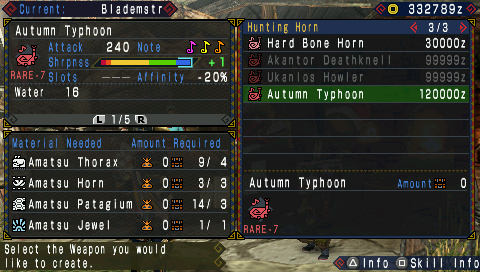 Current: Blademstr
332789z
Autumn Typhoon
Attack 240 Note
Shrpnss +1
RARE-7 Slots --- Affinity -20%
Water 16
L 1/5 R
Material Needed Amount Required
Amatsu Thorax 0 9/ 4
Amatsu Horn 0 3/ 3
Amatsu Patagium 0 14/ 3
Amatsu Jewel 0 1/ 1
Select the Weapon you would
like to create.
Hunting Horn 3/3
Hard Bone Horn 30000z
Akantor Deathknell 99999z
Ukanlos Howler 99999z
Autumn Typhoon 120000z
Autumn Typhoon Amount 0
RARE-7
Info Skill Info